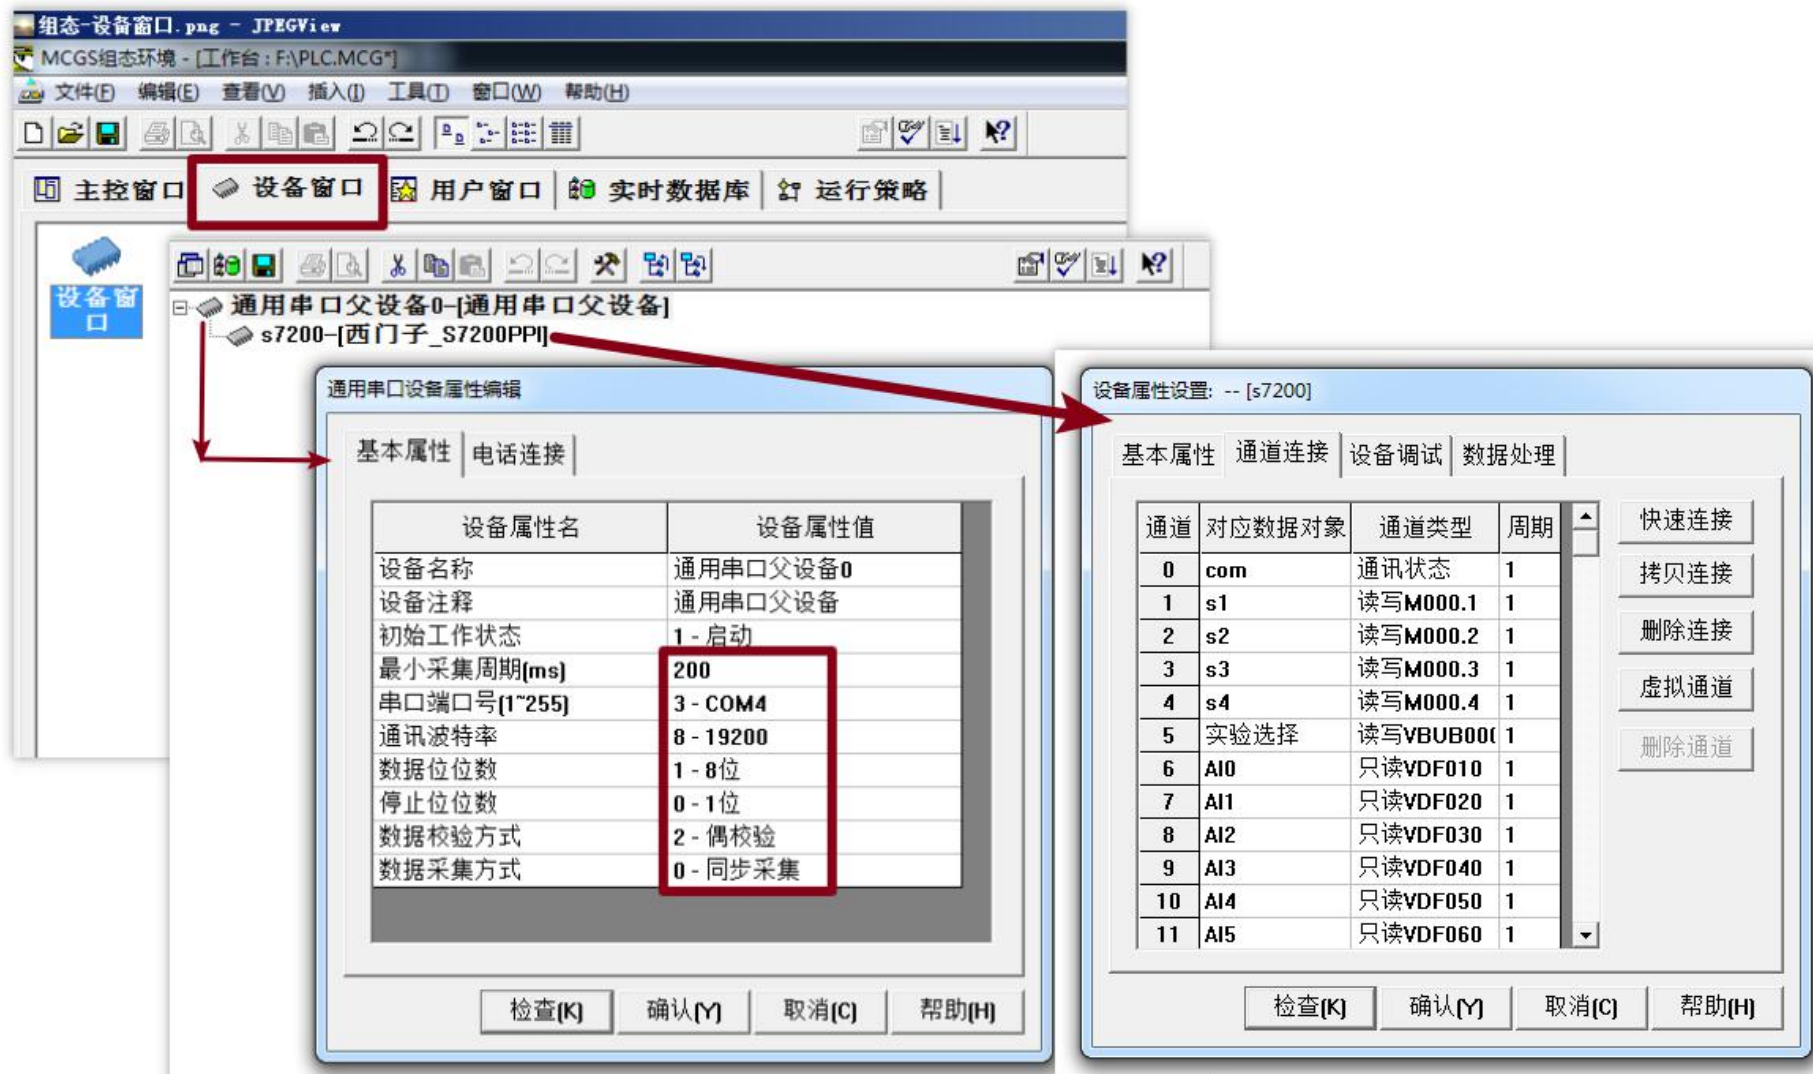 组态-设备窗口.png - JPEGView
MCGS组态环境 - [工作台 : F:\PLC.MCG*]
文件(F) 编辑(E) 查看(V) 插入(I) 工具(T) 窗口(W) 帮助(H)
主控窗口 设备窗口 用户窗口 实时数据库 运行策略
设备窗
口
通用串口父设备0-[通用串口父设备]
s7200-[西门子_S7200PPI]
通用串口设备属性编辑
基本属性 电话连接
设备属性名 设备属性值
设备名称 通用串口父设备0
设备注释 通用串口父设备
初始工作状态 1 - 启动
最小采集周期(ms) 200
串口端口号(1~255) 3 - COM4
通讯波特率 8 - 19200
数据位位数 1 - 8位
停止位位数 0 - 1位
数据校验方式 2 - 偶校验
数据采集方式 0 - 同步采集
检查(K) 确认(Y) 取消(C) 帮助(H)
设备属性设置: -- [s7200]
基本属性 通道连接 设备调试 数据处理
通道 对应数据对象 通道类型 周期
0 com 通讯状态 1
1 s1 读写M000.1 1
2 s2 读写M000.2 1
3 s3 读写M000.3 1
4 s4 读写M000.4 1
5 实验选择 读写VBUB00( 1
6 AI0 只读VDF010 1
7 AI1 只读VDF020 1
8 AI2 只读VDF030 1
9 AI3 只读VDF040 1
10 AI4 只读VDF050 1
11 AI5 只读VDF060 1
快速连接
拷贝连接
删除连接
虚拟通道
删除通道
检查(K) 确认(Y) 取消(C) 帮助(H)